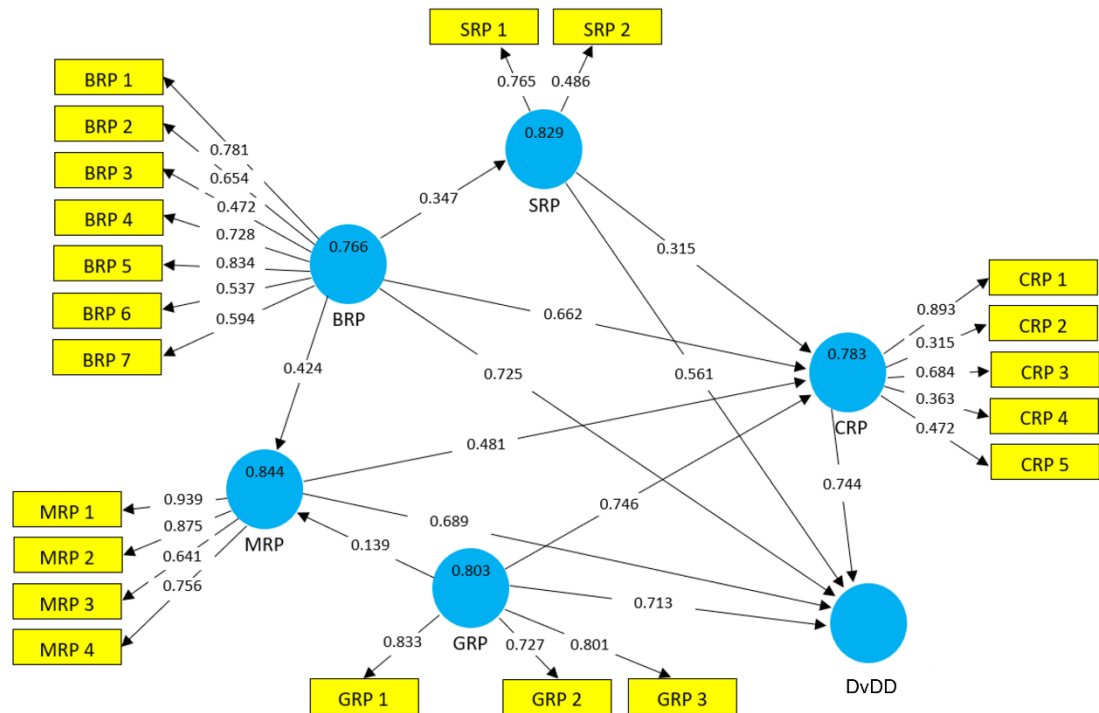 SRP 1
SRP 2
0.765
0.486
0.829
SRP
BRP 1
BRP 2
BRP 3
BRP 4
BRP 5
BRP 6
BRP 7
0.781
0.654
0.472
0.728
0.834
0.537
0.594
0.766
BRP
0.347
0.315
0.662
0.424
0.725
0.561
0.783
CRP
0.893
0.315
0.684
0.363
0.472
CRP 1
CRP 2
CRP 3
CRP 4
CRP 5
0.481
0.744
0.746
0.844
MRP
MRP 1
MRP 2
MRP 3
MRP 4
0.939
0.875
0.641
0.756
0.689
0.139
0.803
GRP
0.713
0.833
0.727
0.801
GRP 1
GRP 2
GRP 3
DvDD